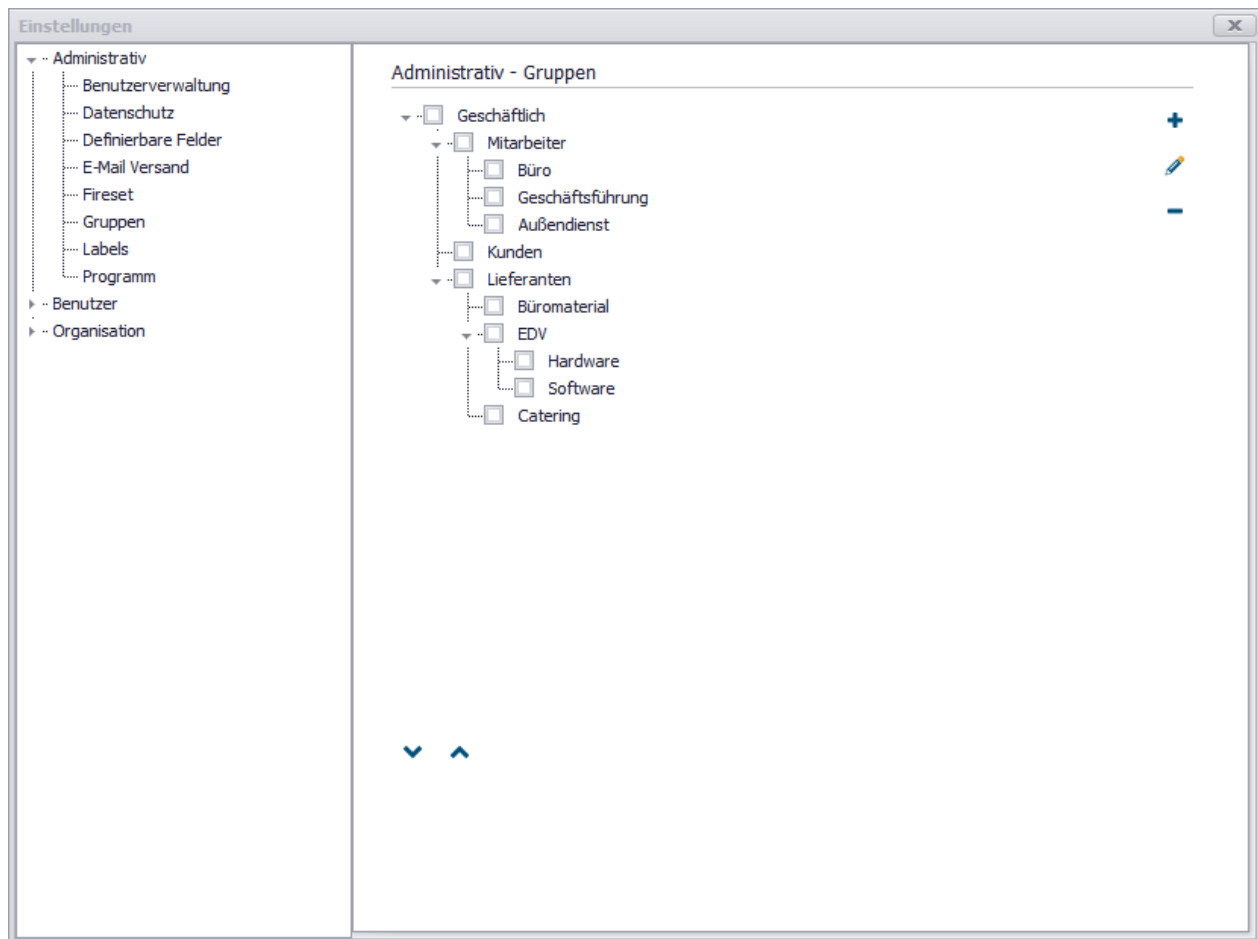 Einstellungen
Administrativ
Benutzerverwaltung
Datenschutz
Definierbare Felder
E-Mail Versand
Fireset
Gruppen
Labels
Programm
Benutzer
Organisation
Administrativ - Gruppen
Geschäftlich
Mitarbeiter
Büro
Geschäftsführung
Außendienst
Kunden
Lieferanten
Büromaterial
EDV
Hardware
Software
Catering